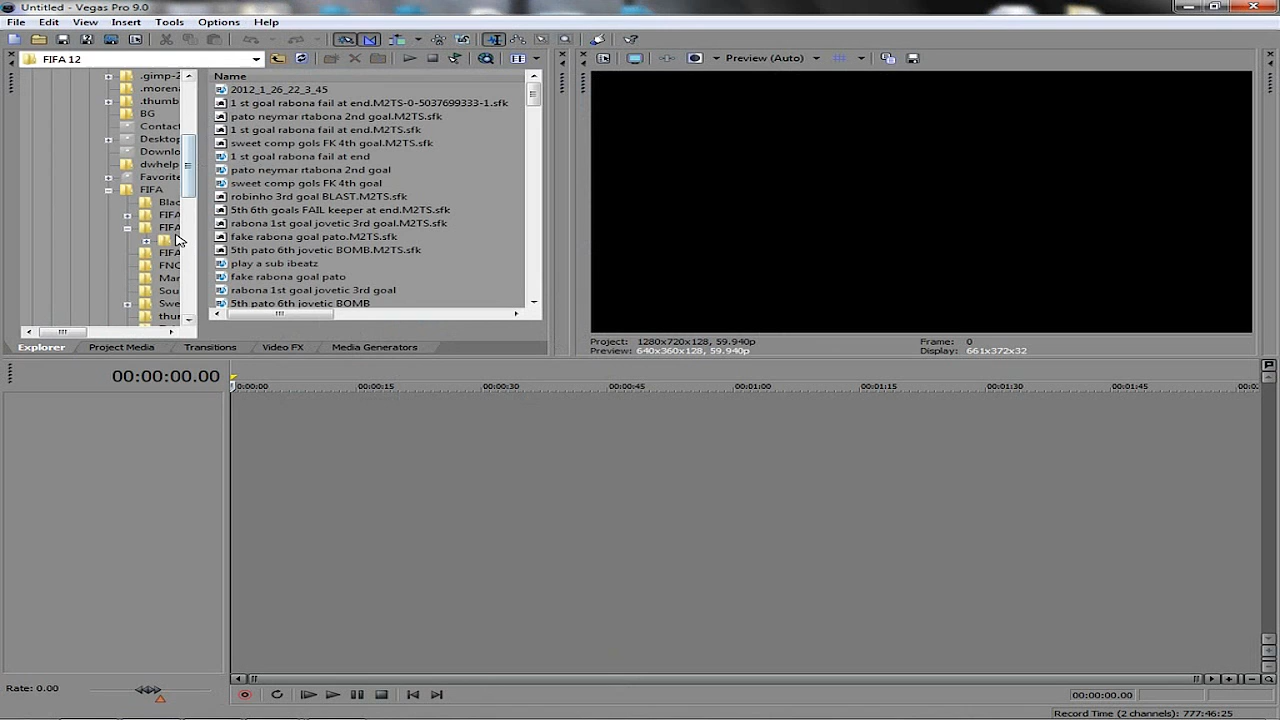 Untitled - Vegas Pro 9.0
File Edit View Insert Tools Options Help
FIFA 12
Preview (Auto)
.gimp-2
.morena
.thumb
BG
Contact
Desktop
Downlo
dwhelp
Favorite
FIFA
Blac
FIFA
FIFA
FIFA
FNC
Mar
Sou
Swe
thur
Name
2012_1_26_22_3_45
1 st goal rabona fail at end.M2TS-0-5037699333-1.sfk
pato neymar rtabona 2nd goal.M2TS.sfk
1 st goal rabona fail at end.M2TS.sfk
sweet comp gols FK 4th goal.M2TS.sfk
1 st goal rabona fail at end
pato neymar rtabona 2nd goal
sweet comp gols FK 4th goal
robinho 3rd goal BLAST.M2TS.sfk
5th 6th goals FAIL keeper at end.M2TS.sfk
rabona 1st goal jovetic 3rd goal.M2TS.sfk
fake rabona goal pato.M2TS.sfk
5th pato 6th jovetic BOMB.M2TS.sfk
play a sub ibeatz
fake rabona goal pato
rabona 1st goal jovetic 3rd goal
5th pato 6th jovetic BOMB
Explorer Project Media Transitions Video FX Media Generators
Project: 1280x720x128, 59.940p
Preview: 640x360x128, 59.940p
Frame: 0
Display: 661x372x32
00:00:00.00
0:00:00 00:00:15 00:00:30 00:00:45 00:01:00 00:01:15 00:01:30 00:01:45 00:0
Rate: 0.00
00:00:00.00
Record Time (2 channels): 777:46:25